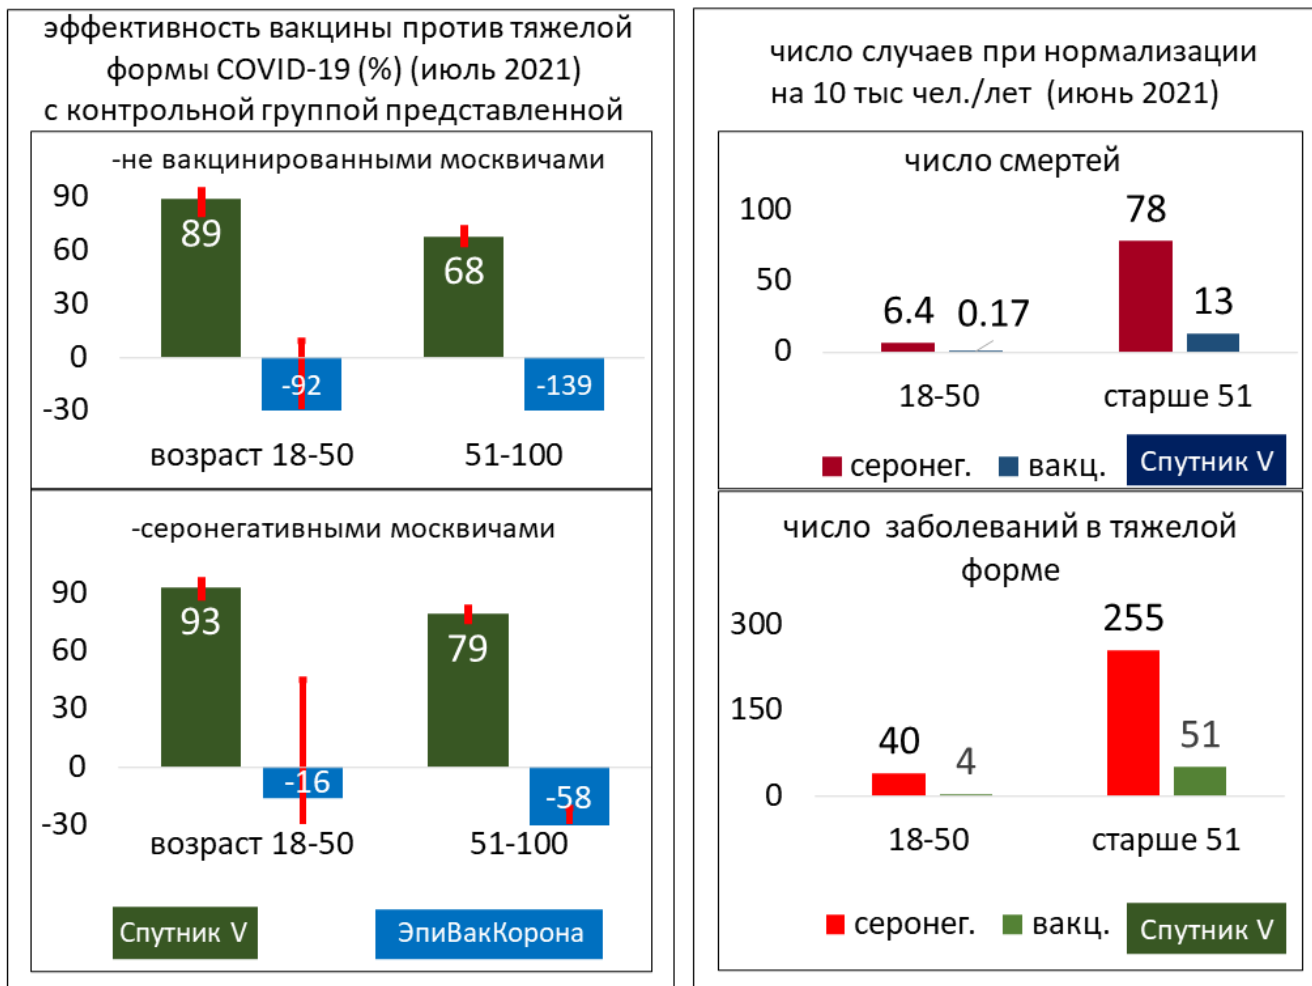 эффективность вакцины против тяжелой
формы COVID-19 (%) (июль 2021)
с контрольной группой представленной
-не вакцинированными москвичами
90
60
30
0
-30
89
-92
68
-139
возраст 18-50
51-100
-серонегативными москвичами
90
60
30
0
-30
93
-16
79
-58
возраст 18-50
51-100
Спутник V
ЭпиВакКорона
число случаев при нормализации
на 10 тыс чел./лет (июнь 2021)
число смертей
100
50
0
6.4
0.17
78
13
18-50
старше 51
серонег.
вакц.
Спутник V
число заболеваний в тяжелой
форме
300
150
0
40
4
255
51
18-50
старше 51
серонег.
вакц.
Спутник V